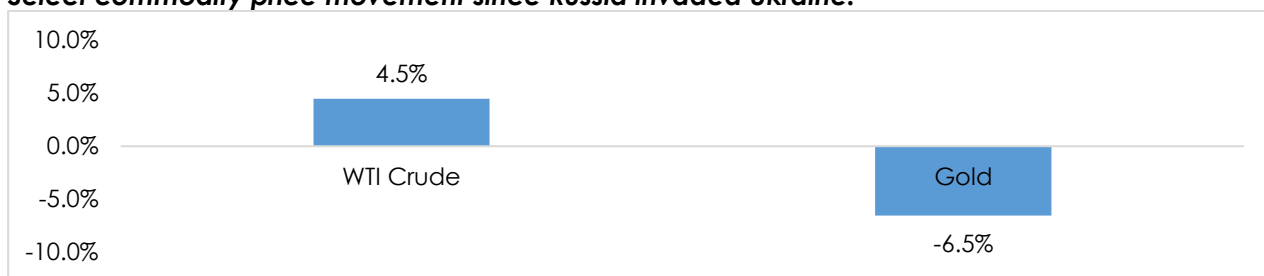 Select commodity price movement since Russia invaded Ukraine:
10.0%
4.5%
5.0%
0.0%
WTI Crude
Gold
-5.0%
-6.5%
-10.0%